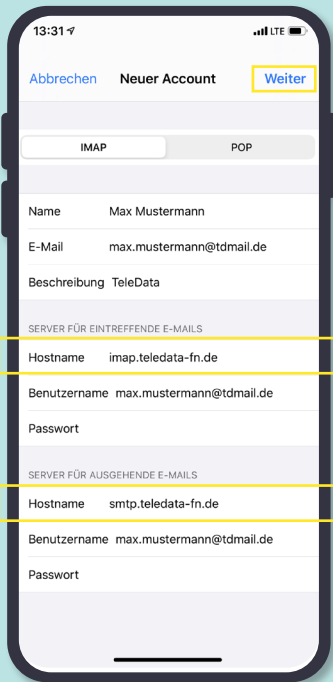 13:31 LTE
Abbrechen Neuer Account Weiter
IMAP POP
Name Max Mustermann
E-Mail max.mustermann@tdmail.de
Beschreibung TeleData
SERVER FÜR EINTREFFENDE E-MAILS
Hostname imap.teledata-fn.de
Benutzername max.mustermann@tdmail.de
Passwort
SERVER FÜR AUSGEHENDE E-MAILS
Hostname smtp.teledata-fn.de
Benutzername max.mustermann@tdmail.de
Passwort